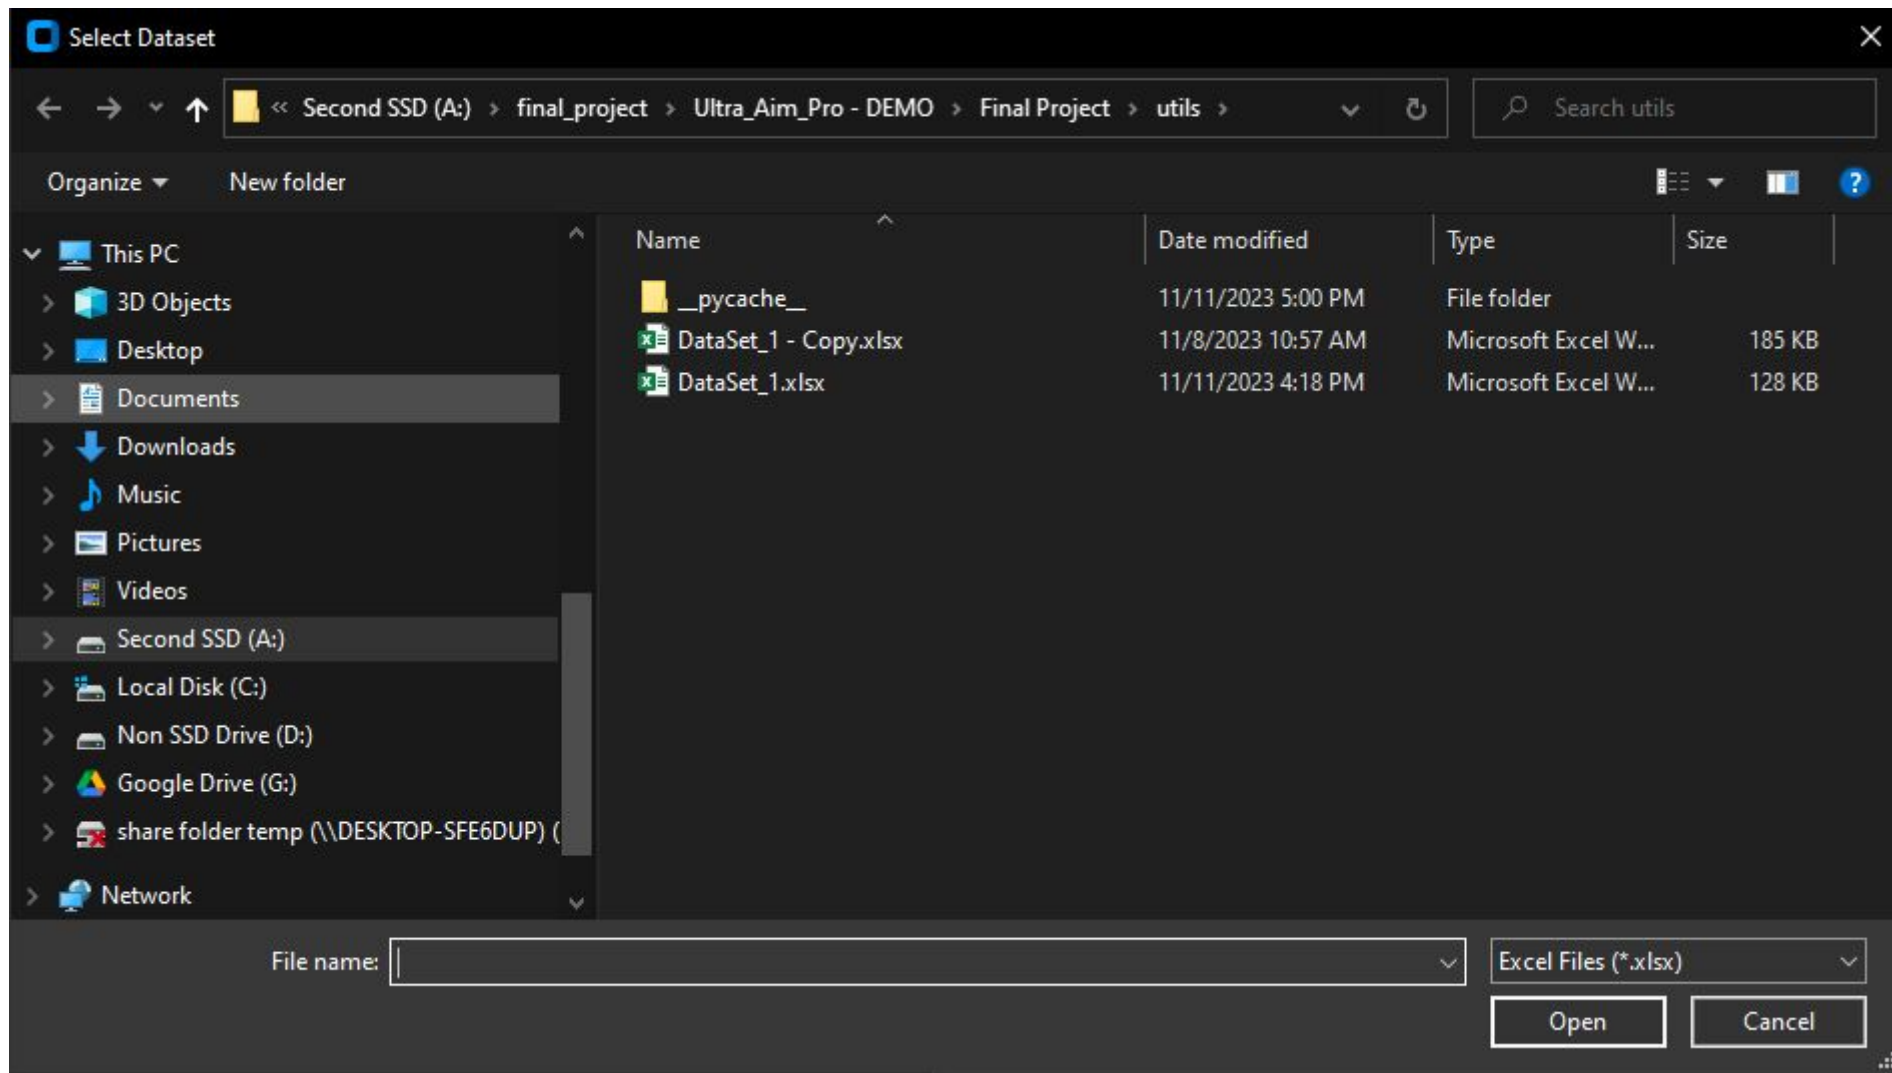 Select Dataset
« Second SSD (A:) > final_project > Ultra_Aim_Pro - DEMO > Final Project > utils >
Search utils
Organize
New folder
This PC
3D Objects
Desktop
Documents
Downloads
Music
Pictures
Videos
Second SSD (A:)
Local Disk (C:)
Non SSD Drive (D:)
Google Drive (G:)
share folder temp (\\DESKTOP-SFE6DUP) (
Network
Name Date modified Type Size
__pycache__ 11/11/2023 5:00 PM File folder
DataSet_1 - Copy.xlsx 11/8/2023 10:57 AM Microsoft Excel W... 185 KB
DataSet_1.xlsx 11/11/2023 4:18 PM Microsoft Excel W... 128 KB
File name:
Excel Files (*.xlsx)
Open
Cancel